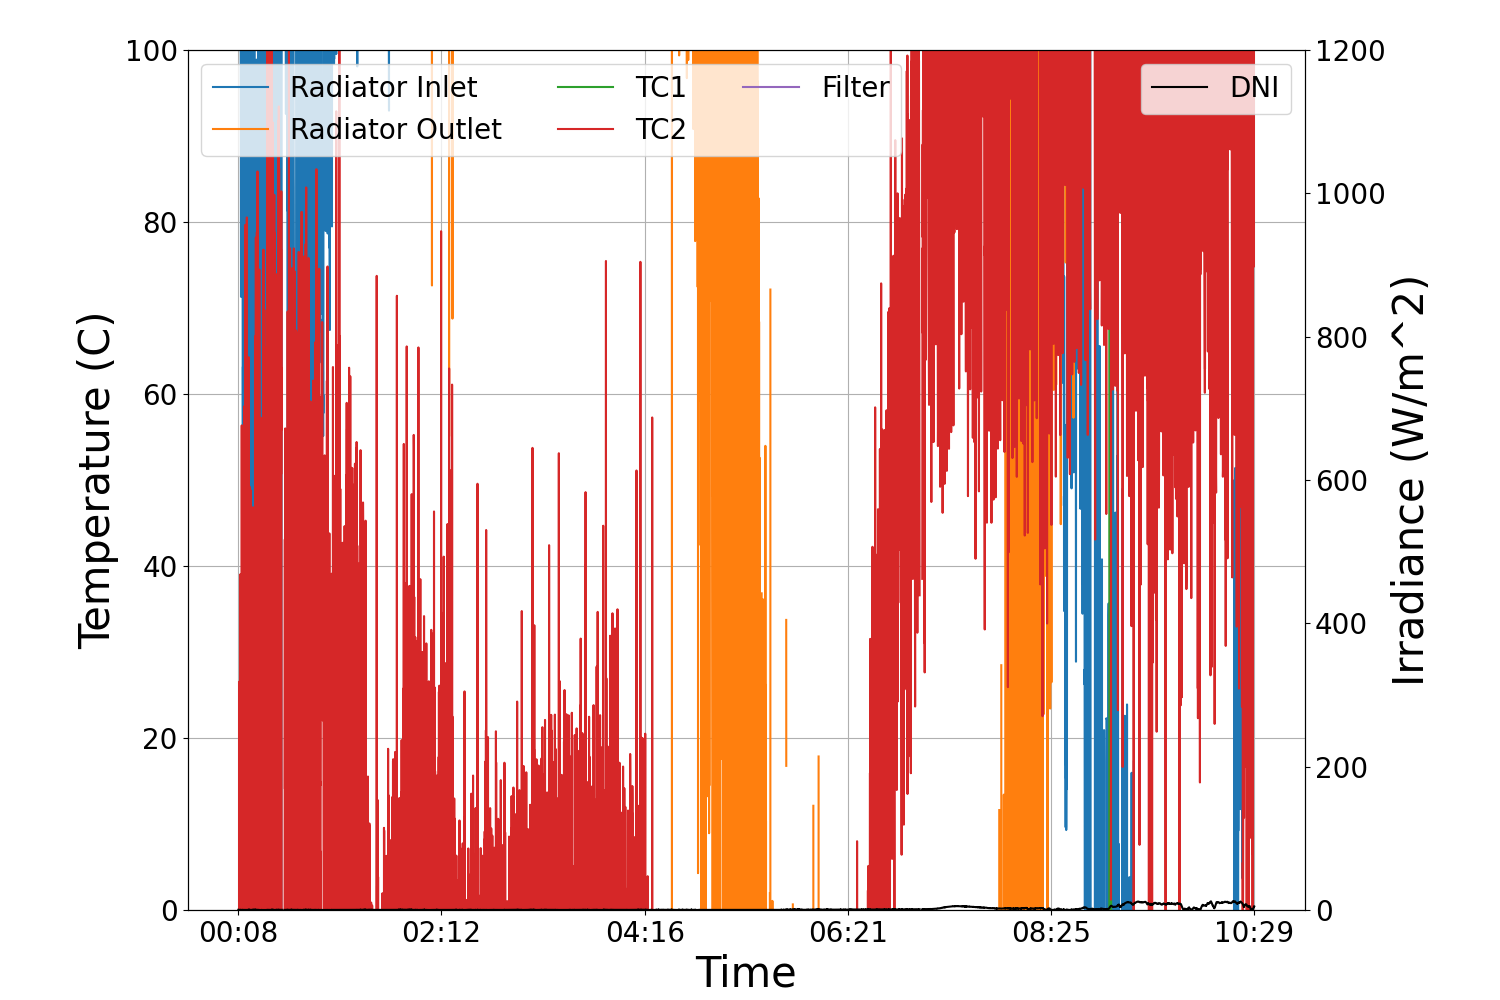 100
80
60
40
20
0
Temperature (C)
Radiator Inlet
Radiator Outlet
TC1
TC2
Filter
DNI
1200
1000
800
600
400
200
0
Irradiance (W/m^2)
00:08
02:12
04:16
06:21
08:25
10:29
Time